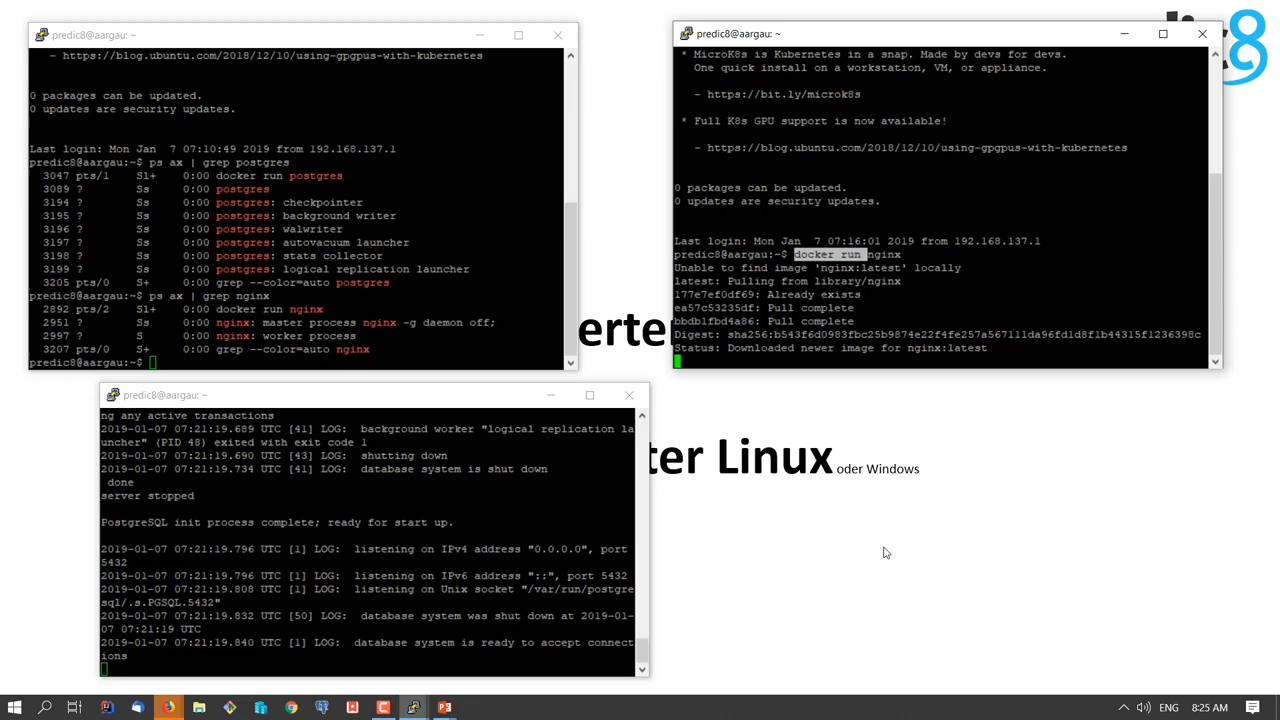 predic8@aargau: ~
- https://blog.ubuntu.com/2018/12/10/using-gpgpus-with-kubernetes
0 packages can be updated.
0 updates are security updates.
Last login: Mon Jan  7 07:10:49 2019 from 192.168.137.1
predic8@aargau:~$ ps ax | grep postgres
3047 pts/1    Sl+    0:00 docker run postgres
3089 ?        Ss     0:00 postgres
3194 ?        Ss     0:00 postgres: checkpointer
3195 ?        Ss     0:00 postgres: background writer
3196 ?        Ss     0:00 postgres: walwriter
3197 ?        Ss     0:00 postgres: autovacuum launcher
3198 ?        Ss     0:00 postgres: stats collector
3199 ?        Ss     0:00 postgres: logical replication launcher
3205 pts/0    S+     0:00 grep --color=auto postgres
predic8@aargau:~$ ps ax | grep nginx
2892 pts/2    Sl+    0:00 docker run nginx
2951 ?        Ss     0:00 nginx: master process nginx -g daemon off;
2997 ?        S      0:00 nginx: worker process
3207 pts/0    S+     0:00 grep --color=auto nginx
predic8@aargau:~$
predic8@aargau: ~
* MicroK8s is Kubernetes in a snap. Made by devs for devs.
One quick install on a workstation, VM, or appliance.
- https://bit.ly/microk8s
* Full K8s GPU support is now available!
- https://blog.ubuntu.com/2018/12/10/using-gpgpus-with-kubernetes
0 packages can be updated.
0 updates are security updates.
Last login: Mon Jan  7 07:16:01 2019 from 192.168.137.1
predic8@aargau:~$ docker run nginx
Unable to find image 'nginx:latest' locally
latest: Pulling from library/nginx
177e7ef0df69: Already exists
ea57c53235df: Pull complete
bbdb1fbd4a86: Pull complete
Digest: sha256:b543f6d0983fbc25b9874e22f4fe257a567111da96fd1d8f1b44315f1236398c
Status: Downloaded newer image for nginx:latest
8
erte
predic8@aargau: ~
ng any active transactions
2019-01-07 07:21:19.689 UTC [41] LOG:  background worker "logical replication la
uncher" (PID 48) exited with exit code 1
2019-01-07 07:21:19.690 UTC [43] LOG:  shutting down
2019-01-07 07:21:19.734 UTC [41] LOG:  database system is shut down
done
server stopped
PostgreSQL init process complete; ready for start up.
2019-01-07 07:21:19.796 UTC [1] LOG:  listening on IPv4 address "0.0.0.0", port
5432
2019-01-07 07:21:19.796 UTC [1] LOG:  listening on IPv6 address "::", port 5432
2019-01-07 07:21:19.808 UTC [1] LOG:  listening on Unix socket "/var/run/postgre
sql/.s.PGSQL.5432"
2019-01-07 07:21:19.832 UTC [50] LOG:  database system was shut down at 2019-01-
07 07:21:19 UTC
2019-01-07 07:21:19.840 UTC [1] LOG:  database system is ready to accept connect
ions
ter Linux oder Windows
ENG
8:25 AM